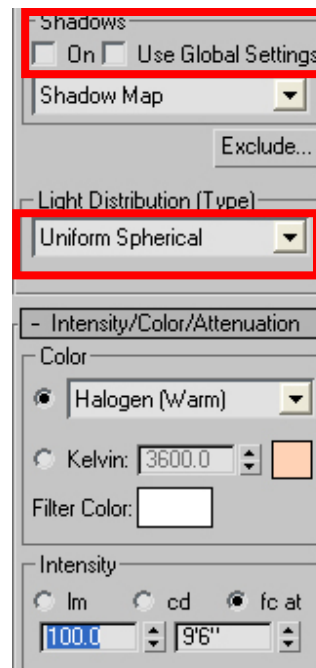 Shadows
On Use Global Settings
Shadow Map
Exclude...
Light Distribution (Type)
Uniform Spherical
- Intensity/Color/Attenuation
Color
Halogen (Warm)
Kelvin: 3600.0
Filter Color:
Intensity
lm cd fc at
100.0 9'6"